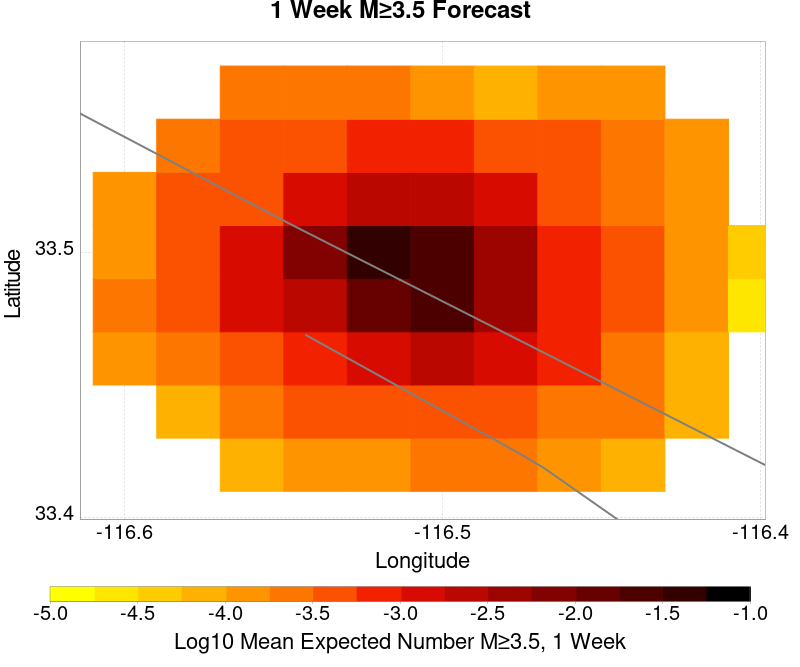 1 Week M≥3.5 Forecast
Latitude
33.5
33.4
-116.6 -116.5 -116.4
Longitude
-5.0 -4.5 -4.0 -3.5 -3.0 -2.5 -2.0 -1.5 -1.0
Log10 Mean Expected Number M≥3.5, 1 Week